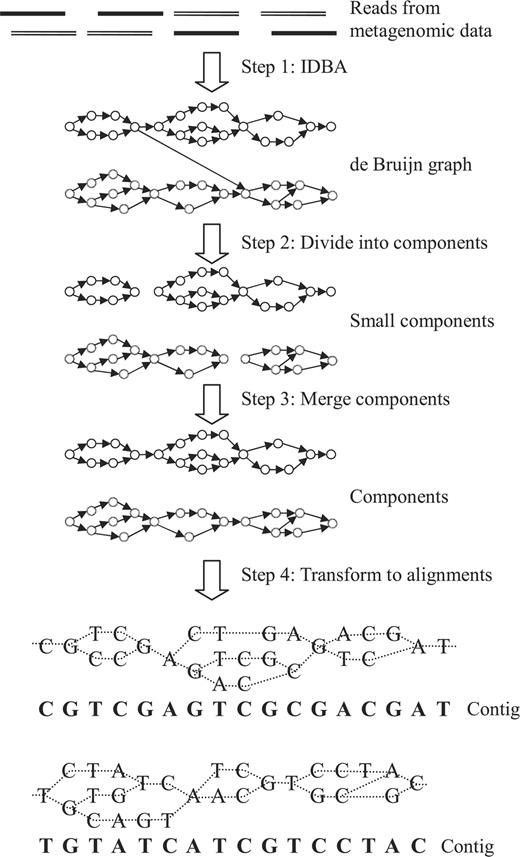 Reads from
metagenomic data
Step 1: IDBA
de Bruijn graph
Step 2: Divide into components
Small components
Step 3: Merge components
Components
Step 4: Transform to alignments
T C C T G A A C G
C G G G A T
C C A T C G T C
G C
A C
C G T C G A G T C G C G A C G A T Contig
C T A T C C C T A
T C G T C
T T G A A C G C G
G
C A G T
T G T A T C A T C G T C C T A C Contig